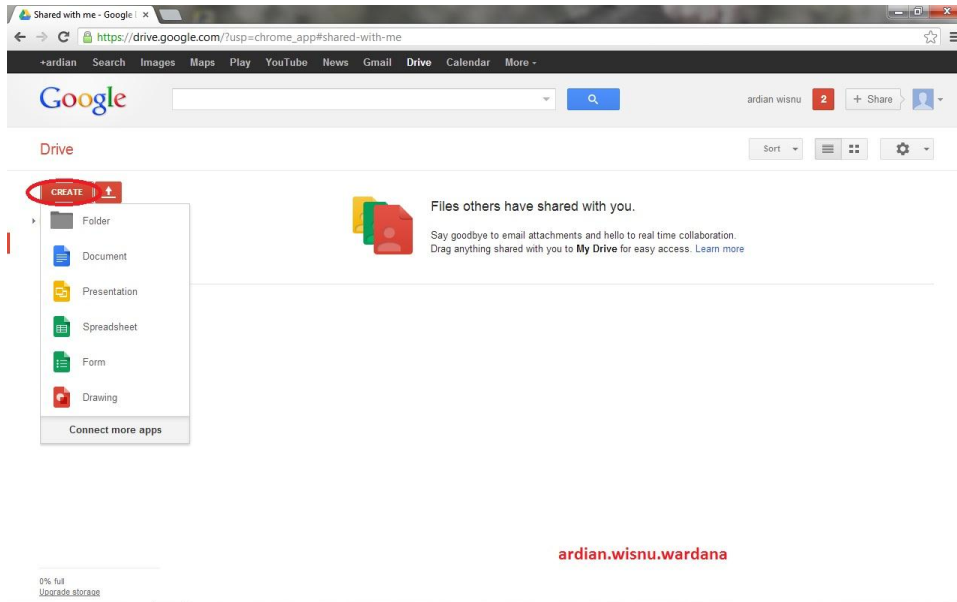 Shared with me - Google
https://drive.google.com/?usp=chrome_app#shared-with-me
+ardian Search Images Maps Play YouTube News Gmail Drive Calendar More
Google
ardian wisnu 2 + Share
Drive
Sort
CREATE
Folder
Document
Presentation
Spreadsheet
Form
Drawing
Connect more apps
Files others have shared with you.
Say goodbye to email attachments and hello to real time collaboration.
Drag anything shared with you to My Drive for easy access. Learn more
ardian.wisnu.wardana
0% full
Upgrade storage